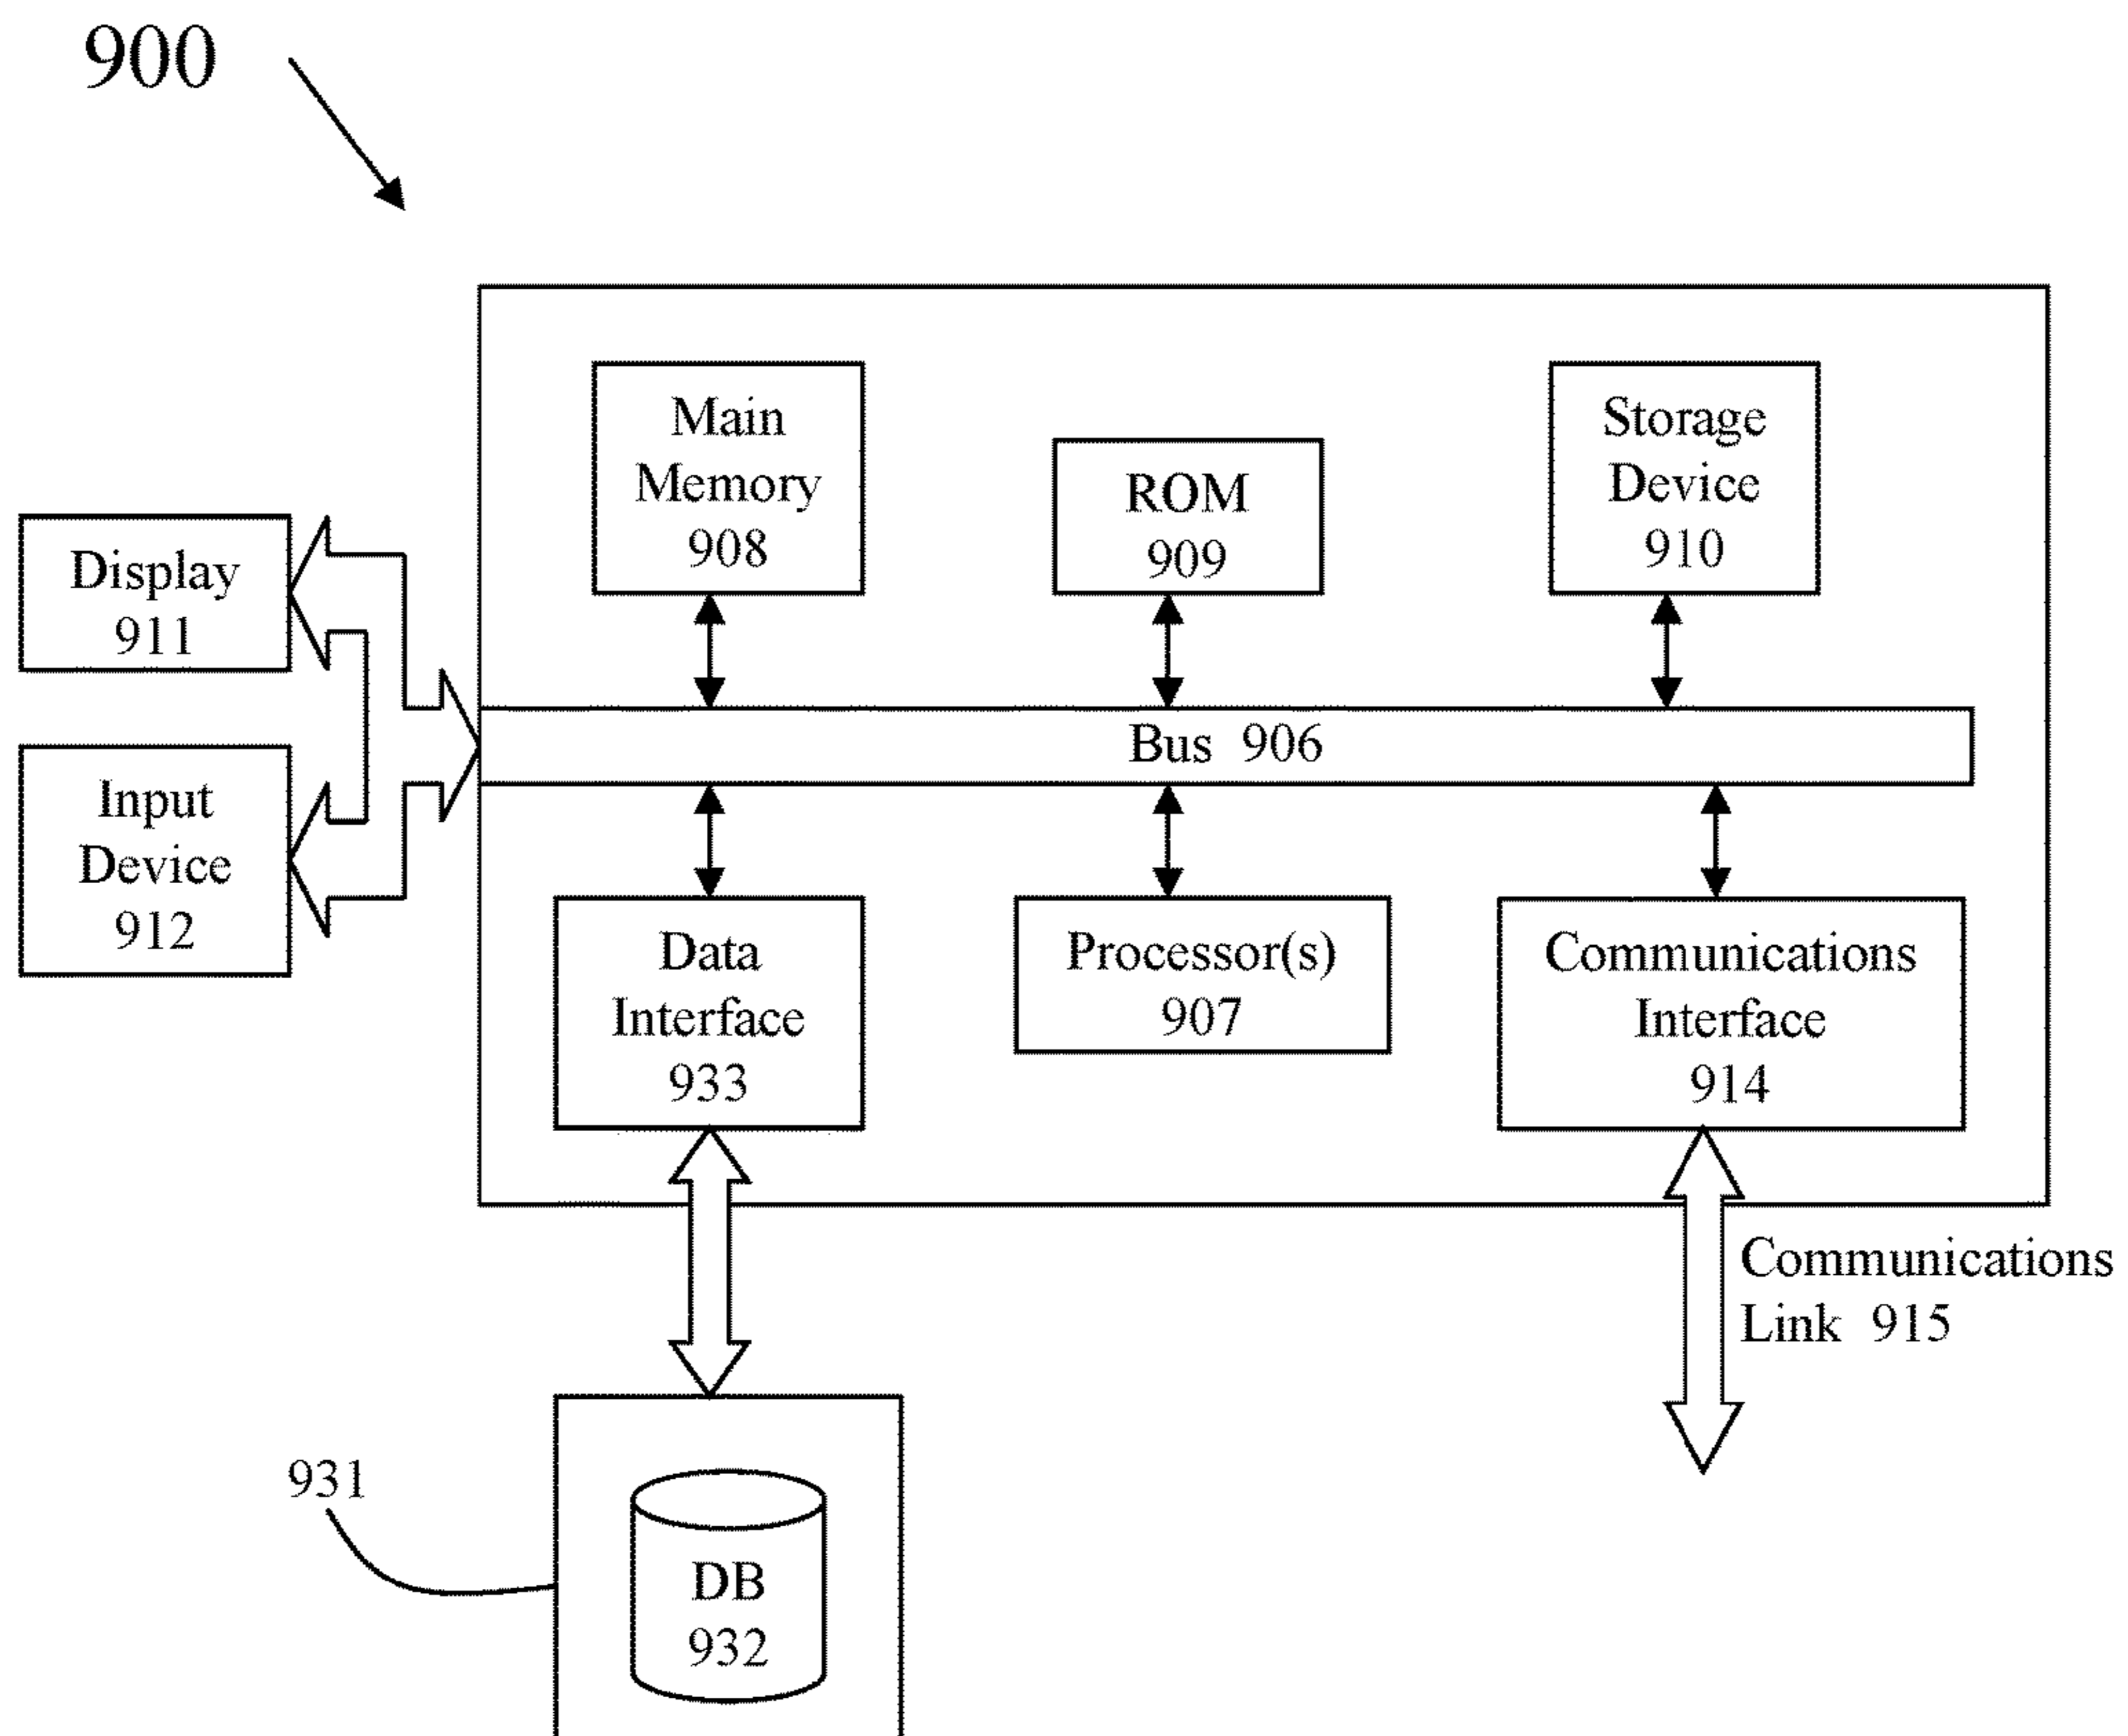 900
Main
Memory
908
ROM
909
Storage
Device
910
Display
911
Bus 906
Input
Device
912
Data
Interface
933
Processor(s)
907
Communications
Interface
914
Communications
Link 915
931
DB
932